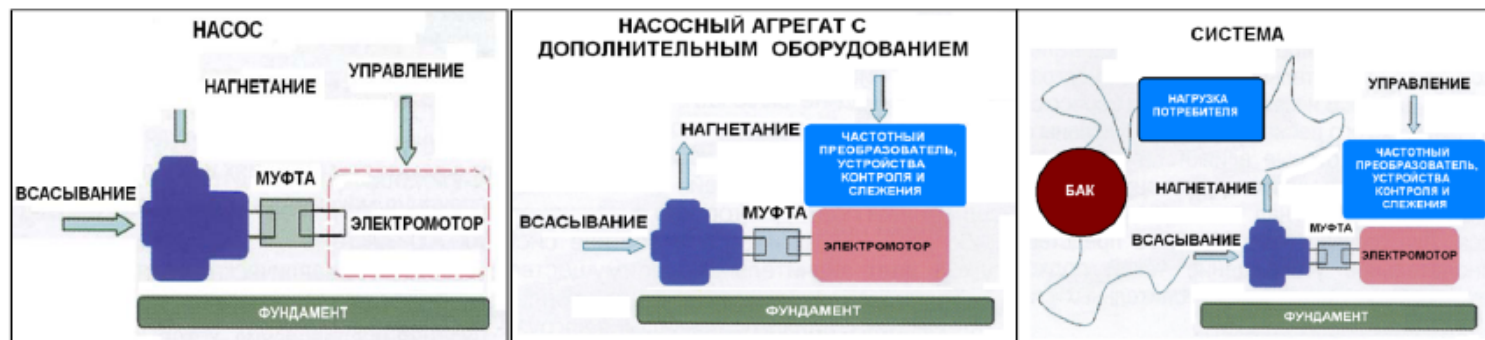 НАСОС
НАГНЕТАНИЕ
УПРАВЛЕНИЕ
ВСАСЫВАНИЕ
МУФТА
ЭЛЕКТРОМОТОР
ФУНДАМЕНТ
НАСОСНЫЙ АГРЕГАТ С
ДОПОЛНИТЕЛЬНЫМ ОБОРУДОВАНИЕМ
НАГНЕТАНИЕ
ЧАСТОТНЫЙ
ПРЕОБРАЗОВАТЕЛЬ,
УСТРОЙСТВА
КОНТРОЛЯ И
СЛЕЖЕНИЯ
ВСАСЫВАНИЕ
МУФТА
ЭЛЕКТРОМОТОР
ФУНДАМЕНТ
СИСТЕМА
НАГРУЗКА
ПОТРЕБИТЕЛЯ
УПРАВЛЕНИЕ
БАК
НАГНЕТАНИЕ
ЧАСТОТНЫЙ
ПРЕОБРАЗОВАТЕЛЬ,
УСТРОЙСТВА
КОНТРОЛЯ И
СЛЕЖЕНИЯ
ВСАСЫВАНИЕ
МУФТА
ЭЛЕКТРОМОТОР
ФУНДАМЕНТ